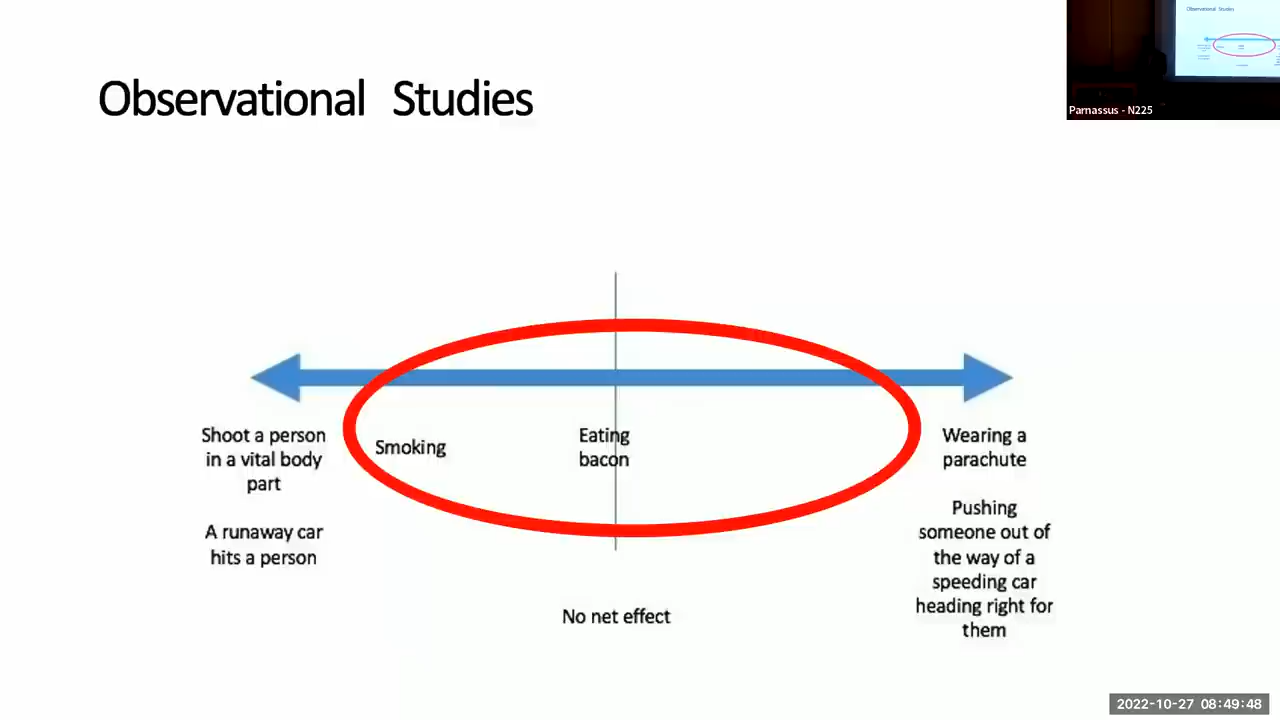 Observational Studies
Parnassus - N225
Observational Studies
Shoot a person
in a vital body
part
A runaway car
hits a person
Smoking
Eating
bacon
No net effect
Wearing a
parachute
Pushing
someone out of
the way of a
speeding car
heading right for
them
2022-10-27 08:49:48